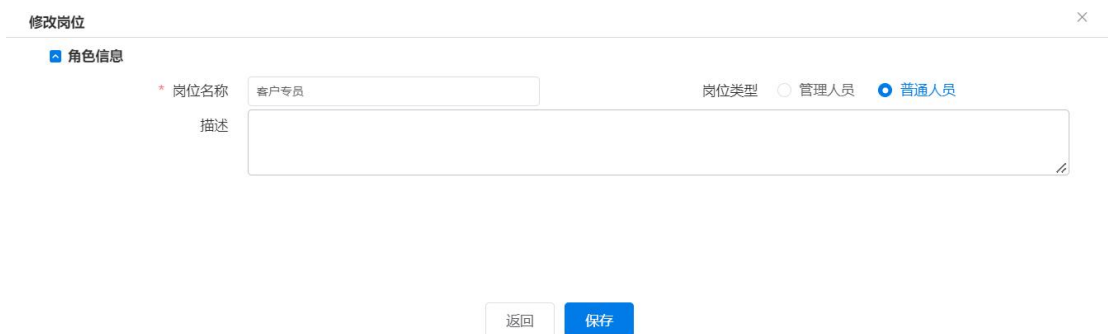 修改岗位
角色信息
* 岗位名称 客户专员 岗位类型 管理人员 普通人员
描述
返回 保存